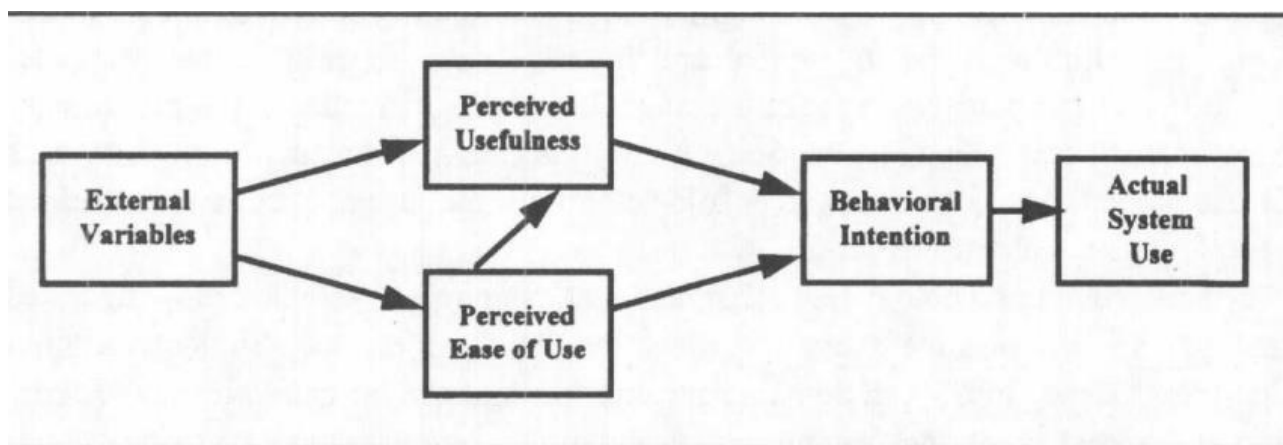 Perceived
Usefulness
External
Variables
Behavioral
Intention
Actual
System
Use
Perceived
Ease of Use